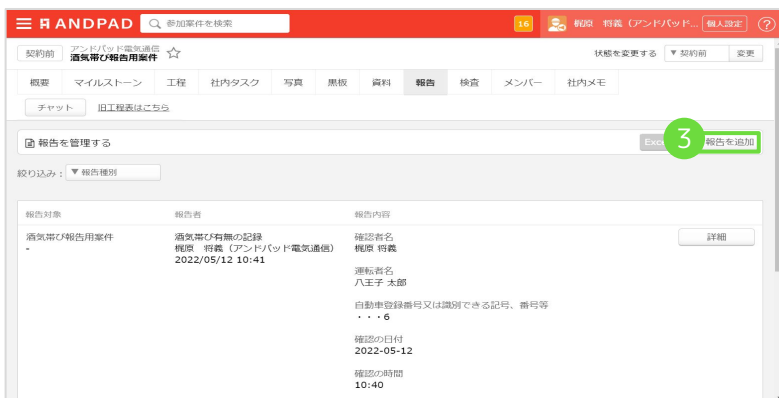 ANDPAD
参加案件を検索
16
梶原 将義（アンドパッド...
個人設定
?
契約前
アンドパッド電気通信
酒気帯び報告用案件
状態を変更する
▼ 契約前
変更
概要 マイルストーン 工程 社内タスク 写真 黒板 資料 報告 検査 メンバー 社内メモ
チャット
旧工程表はこちら
報告を管理する
3
報告を追加
絞り込み：
▼ 報告種別
報告対象 報告者 報告内容
酒気帯び報告用案件
-
酒気帯び有無の記録
梶原 将義（アンドパッド電気通信）
2022/05/12 10:41
確認者名
梶原 将義
運転者名
八王子 太郎
自動車登録番号又は識別できる記号、番号等
・・・6
確認の日付
2022-05-12
確認の時間
10:40
詳細